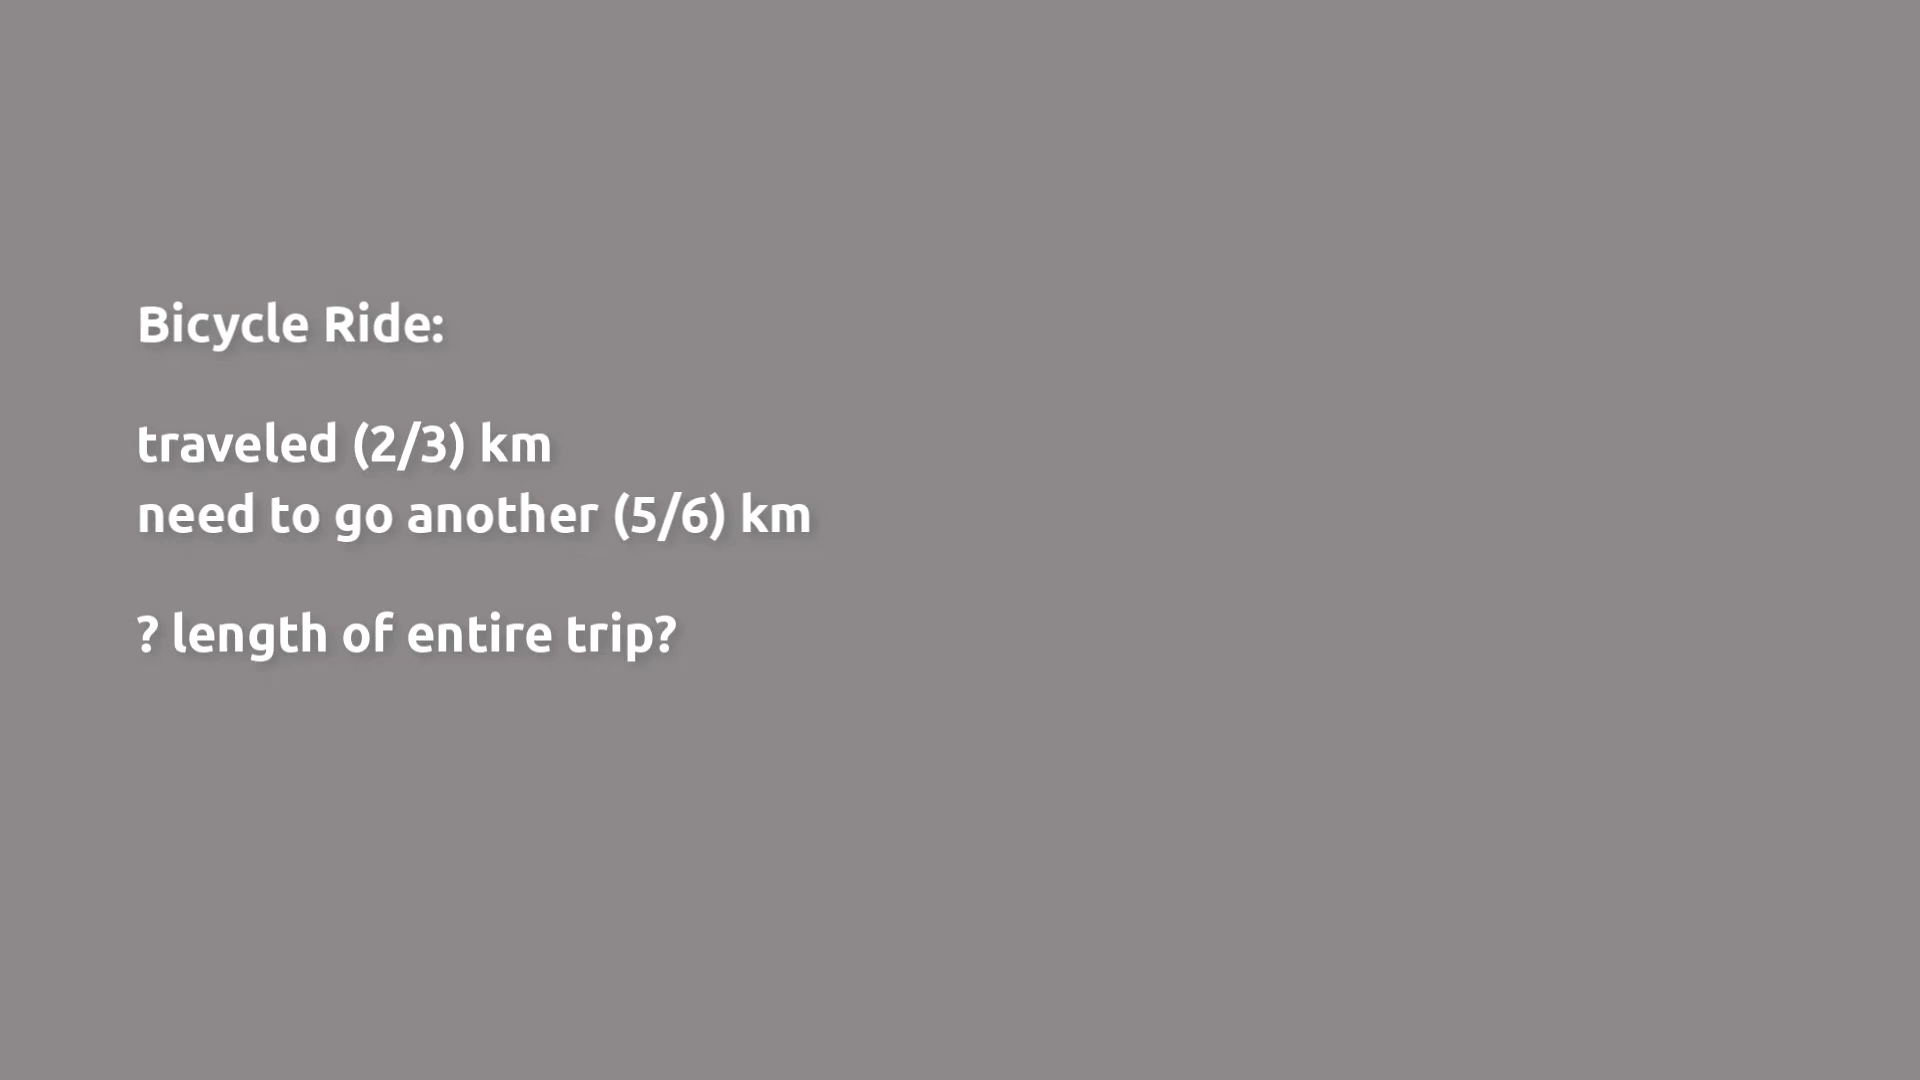 Bicycle Ride:
traveled (2/3) km
need to go another (5/6) km
? length of entire trip?